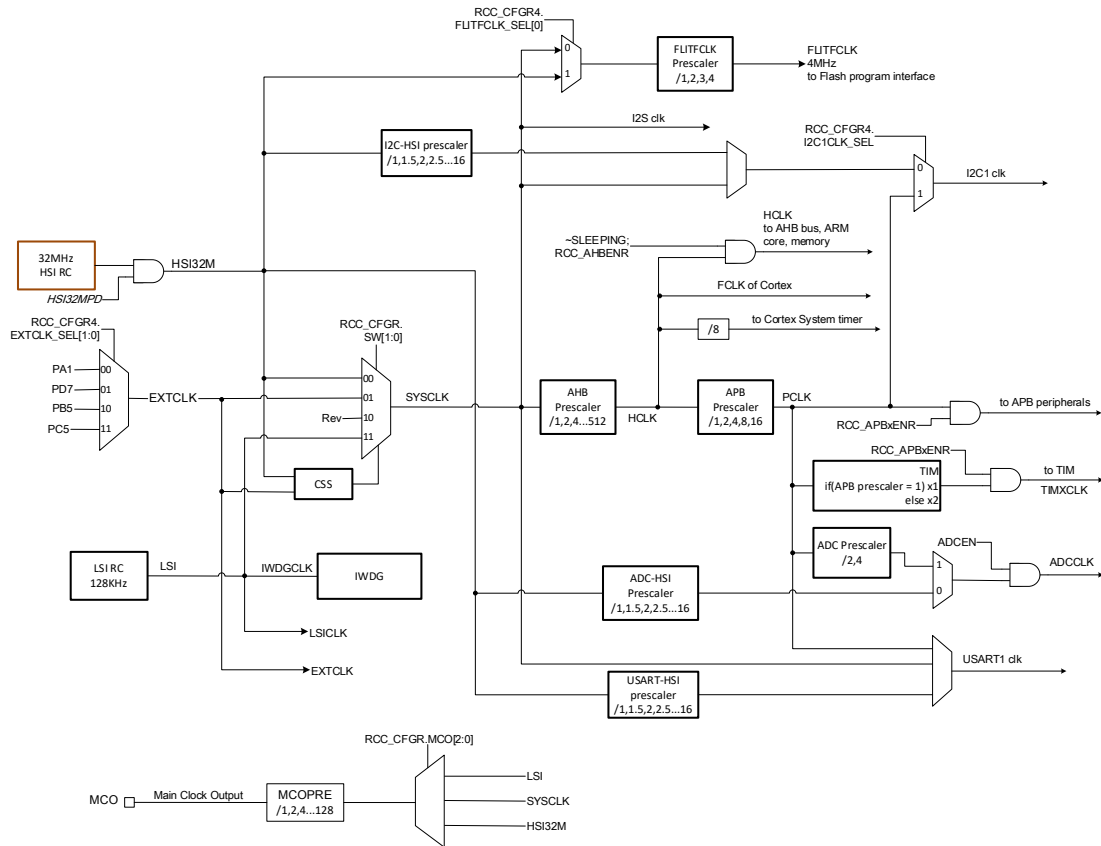 RCC_CFGR4.
FLITFCLK_SEL[0]
0
1
FLITFCLK
Prescaler
/1,2,3,4
FLITFCLK
4MHz
to Flash program interface
I2S clk
RCC_CFGR4.
I2C1CLK_SEL
I2C-HSI prescaler
/1,1.5,2,2.5...16
0
1
I2C1 clk
32MHz
HSI RC
HSI32MPD
HSI32M
~SLEEPING;
RCC_AHBENR
HCLK
to AHB bus, ARM
core, memory
FCLK of Cortex
/8
to Cortex System timer
RCC_CFGR4.
EXTCLK_SEL[1:0]
PA1
00
PD7
01
PB5
10
PC5
11
EXTCLK
RCC_CFGR.
SW[1:0]
00
01
Rev
10
11
SYSCLK
CSS
AHB
Prescaler
/1,2,4...512
HCLK
APB
Prescaler
/1,2,4,8,16
PCLK
to APB peripherals
RCC_APBxENR
RCC_APBxENR
TIM
if(APB prescaler = 1) x1
else x2
to TIM
TIMXCLK
LSI RC
128KHz
LSI
IWDGCLK
IWDG
LSICLK
EXTCLK
ADC Prescaler
/2,4
ADCEN
1
0
ADCCLK
ADC-HSI
Prescaler
/1,1.5,2,2.5...16
USART-HSI
prescaler
/1,1.5,2,2.5...16
USART1 clk
RCC_CFGR.MCO[2:0]
MCO
Main Clock Output
MCOPRE
/1,2,4...128
LSI
SYSCLK
HSI32M